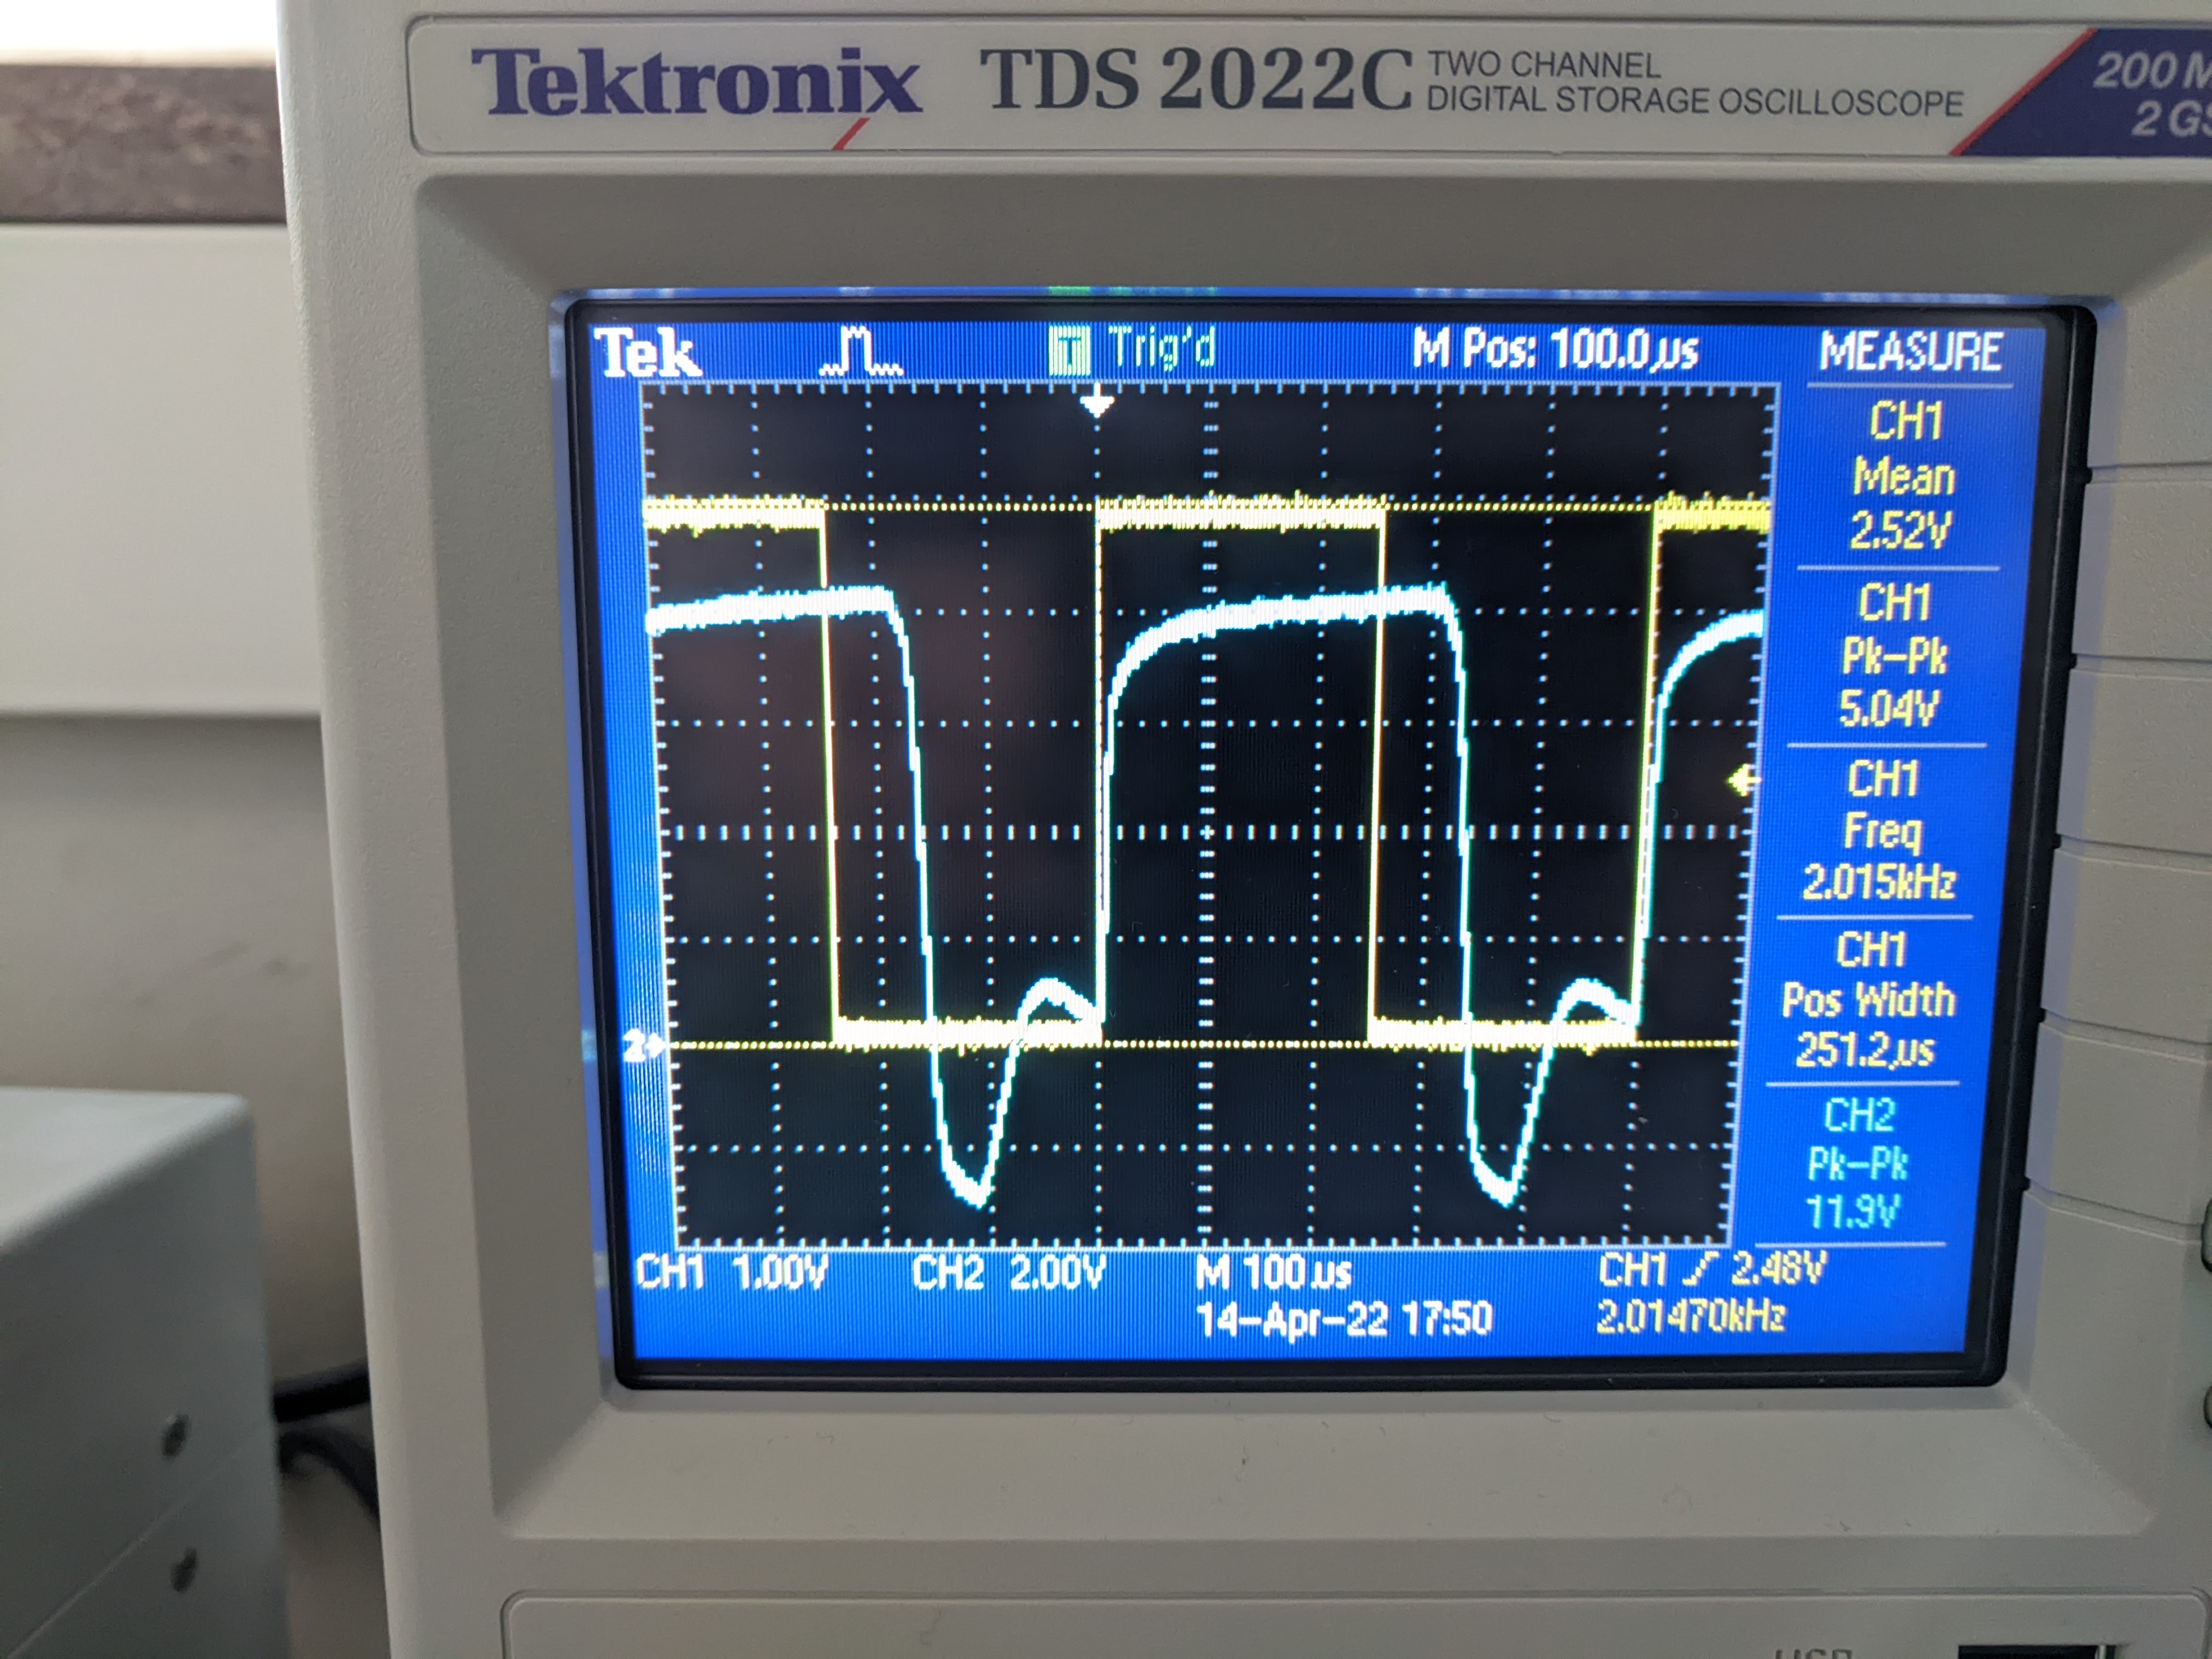 Tektronix TDS 2022C TWO CHANNEL
DIGITAL STORAGE OSCILLOSCOPE
200
2
Tek Trig'd M Pos: 100.0µs MEASURE
CH1
Mean
2.52V
CH1
Pk-Pk
5.04V
CH1
Freq
2.015kHz
CH1
Pos Width
251.2µs
CH2
Pk-Pk
11.9V
2
CH1 1.00V CH2 2.00V M 100µs CH1 2.48V
14-Apr-22 17:50 2.01470kHz